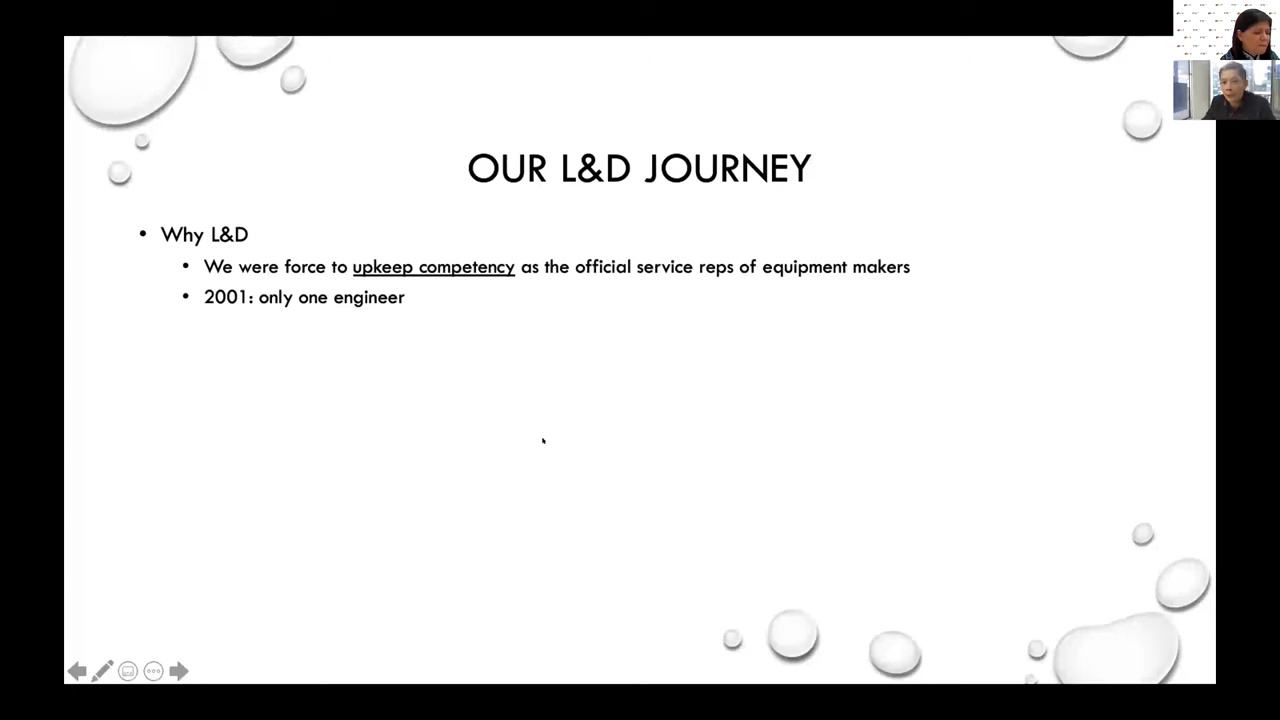 OUR L&D JOURNEY
• Why L&D
• We were force to upkeep competency as the official service reps of equipment makers
• 2001: only one engineer